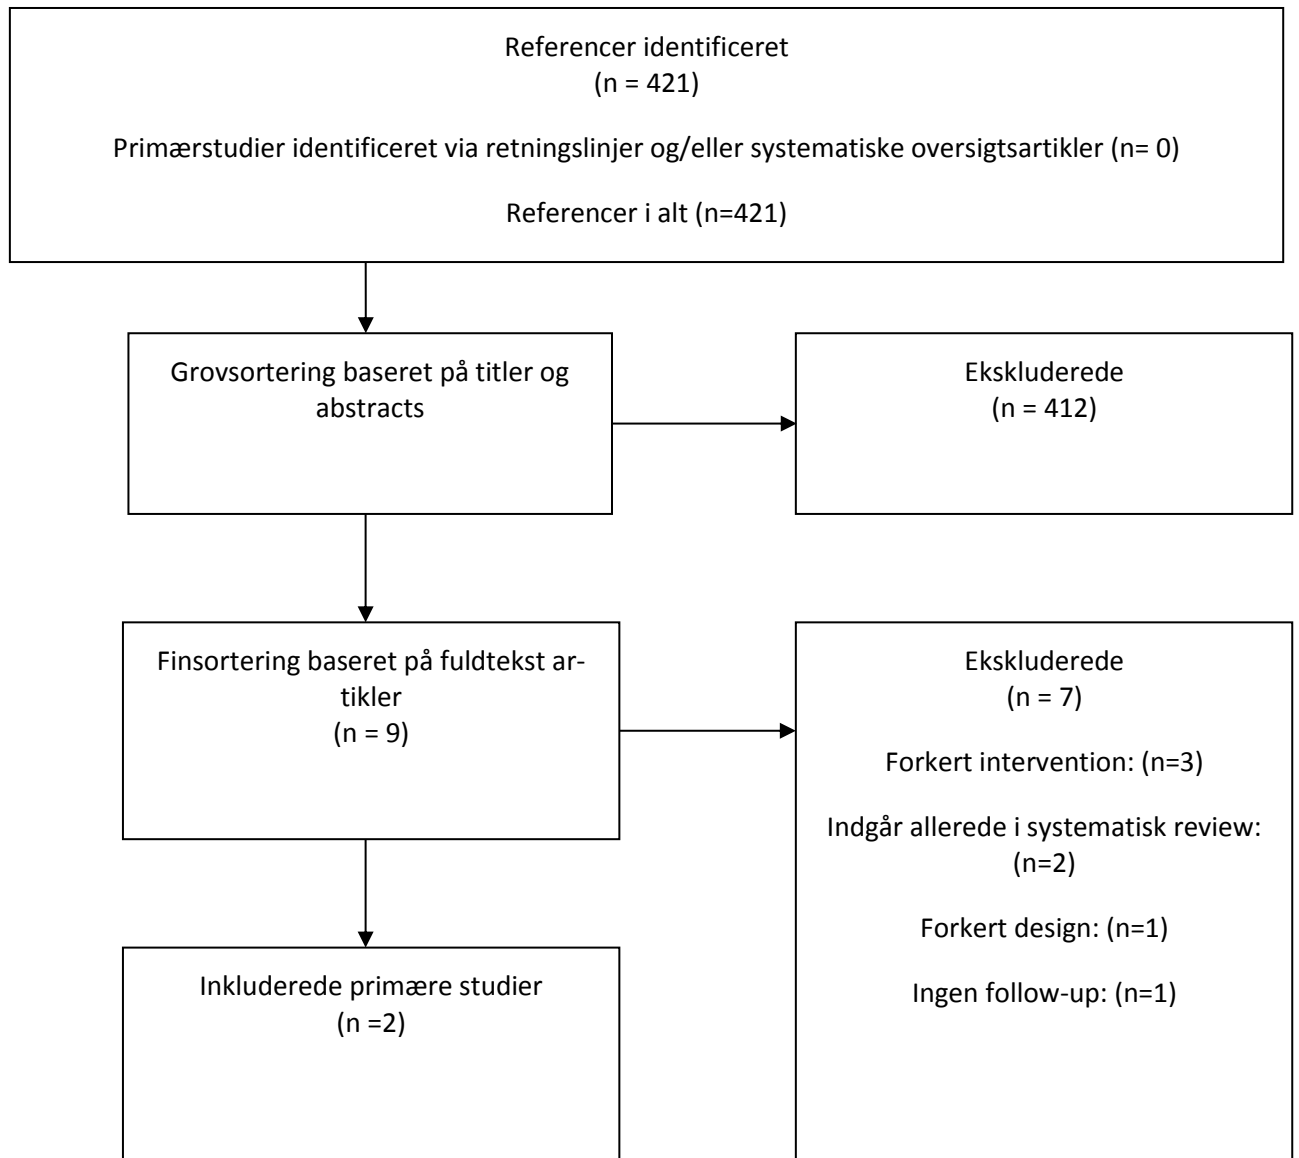 Referencer identificeret
(n = 421)
Primærstudier identificeret via retningslinjer og/eller systematiske oversigtsartikler (n= 0)
Referencer i alt (n=421)
Grovsortering baseret på titler og
abstracts
Ekskluderede
(n = 412)
Finsortering baseret på fuldtekst ar-
tikler
(n = 9)
Ekskluderede
(n = 7)
Forkert intervention: (n=3)
Indgår allerede i systematisk review:
(n=2)
Forkert design: (n=1)
Ingen follow-up: (n=1)
Inkluderede primære studier
(n =2)